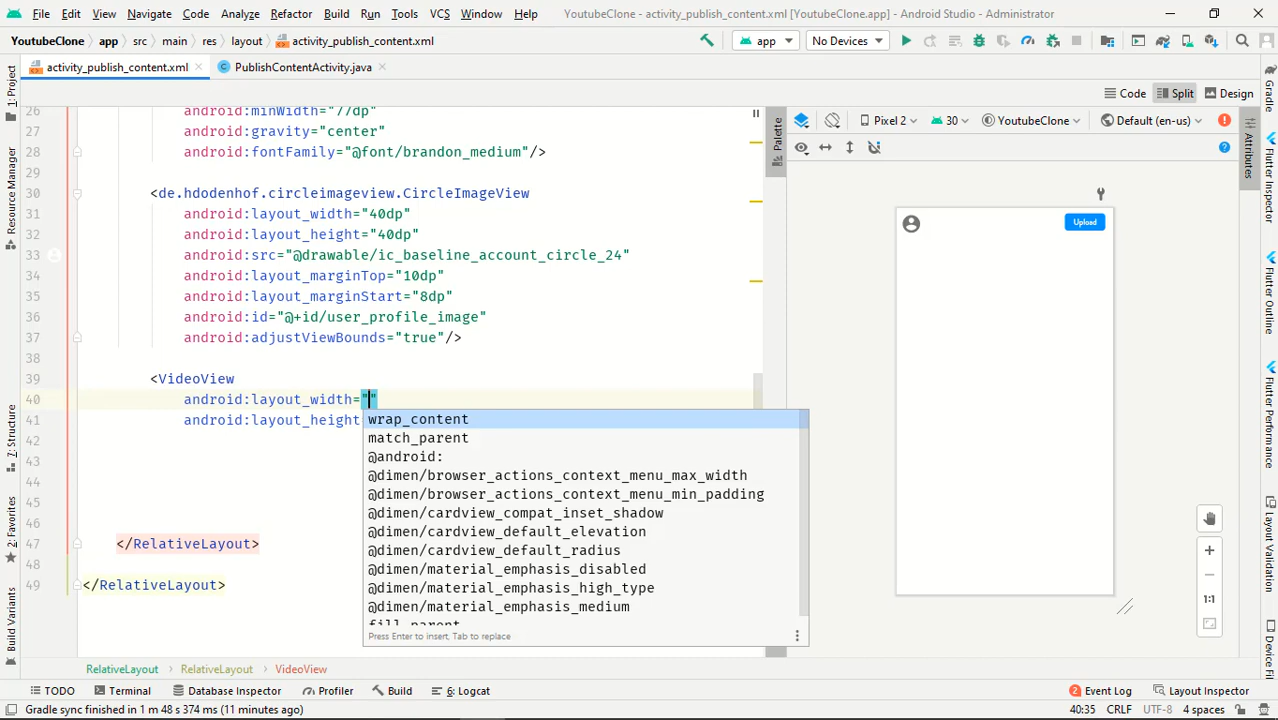 File Edit View Navigate Code Analyze Refactor Build Run Tools VCS Window Help YoutubeClone - activity_publish_content.xml [YoutubeClone.app] - Android Studio - Administrator
YoutubeClone app src main res layout activity_publish_content.xml app No Devices
activity_publish_content.xml PublishContentActivity.java
Code Split Design
Pixel 2 30 YoutubeClone Default (en-us)
1: Project
Resource Manager
7: Structure
2: Favorites
Build Variants
26 android:minWidth="77dp"
27 android:gravity="center"
28 android:fontFamily="@font/brandon_medium"/>
29
30 <de.hdodenhof.circleimageview.CircleImageView
31 android:layout_width="40dp"
32 android:layout_height="40dp"
33 android:src="@drawable/ic_baseline_account_circle_24"
34 android:layout_marginTop="10dp"
35 android:layout_marginStart="8dp"
36 android:id="@+id/user_profile_image"
37 android:adjustViewBounds="true"/>
38
39 <VideoView
40 android:layout_width=""
41 android:layout_height
42
43
44
45
46
47 </RelativeLayout>
48
49 </RelativeLayout>
wrap_content
match_parent
@android:
@dimen/browser_actions_context_menu_max_width
@dimen/browser_actions_context_menu_min_padding
@dimen/cardview_compat_inset_shadow
@dimen/cardview_default_elevation
@dimen/cardview_default_radius
@dimen/material_emphasis_disabled
@dimen/material_emphasis_high_type
@dimen/material_emphasis_medium
fill_parent
Press Enter to insert, Tab to replace
Palette
Upload
1:1
Attributes
Gradle
Flutter Inspector
Flutter Outline
Flutter Performance
Layout Validation
Device Fil
RelativeLayout RelativeLayout VideoView
TODO Terminal Database Inspector Profiler Build 6: Logcat 2 Event Log Layout Inspector
Gradle sync finished in 1 m 48 s 374 ms (11 minutes ago) 40:35 CRLF UTF-8 4 spaces